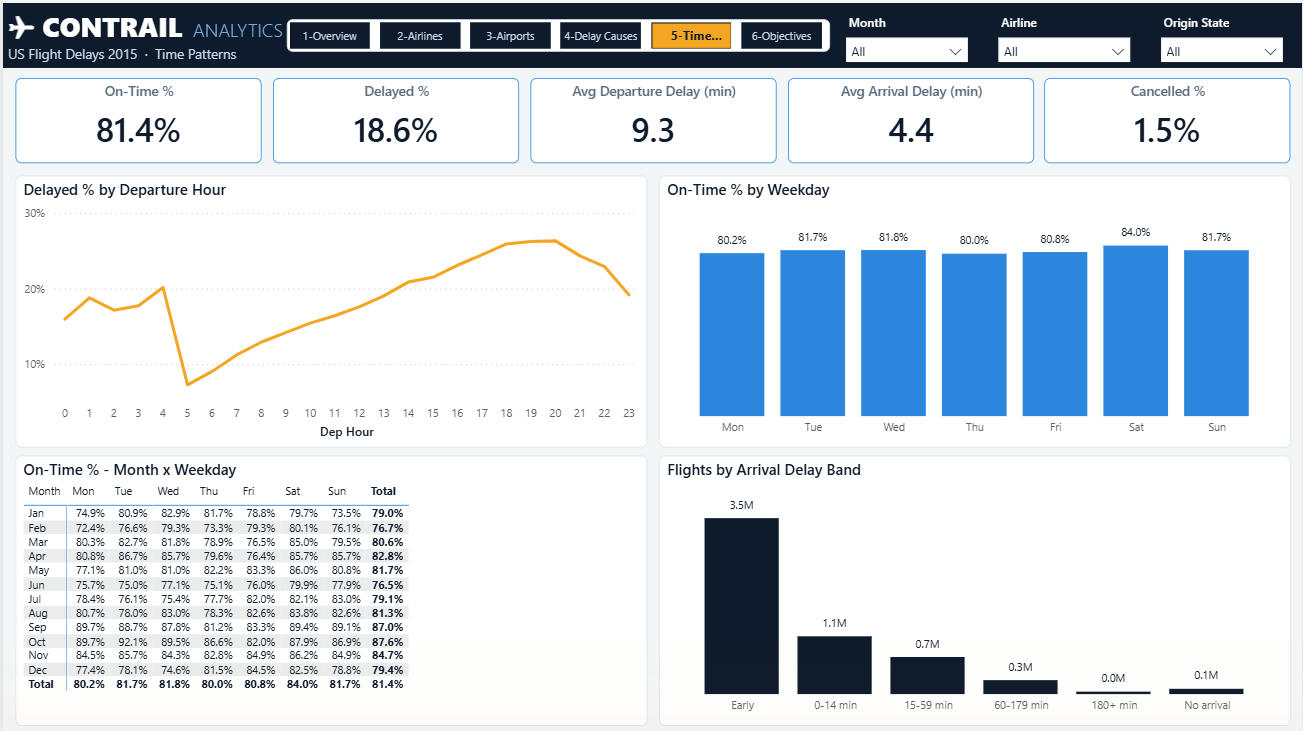 CONTRAIL ANALYTICS
US Flight Delays 2015 · Time Patterns
1-Overview 2-Airlines 3-Airports 4-Delay Causes 5-Time... 6-Objectives
Month Airline Origin State
All All All
On-Time % Delayed % Avg Departure Delay (min) Avg Arrival Delay (min) Cancelled %
81.4% 18.6% 9.3 4.4 1.5%
Delayed % by Departure Hour
30%
20%
10%
0 1 2 3 4 5 6 7 8 9 10 11 12 13 14 15 16 17 18 19 20 21 22 23
Dep Hour
On-Time % by Weekday
80.2% 81.7% 81.8% 80.0% 80.8% 84.0% 81.7%
Mon Tue Wed Thu Fri Sat Sun
On-Time % - Month x Weekday
Month Mon Tue Wed Thu Fri Sat Sun Total
Jan 74.9% 80.9% 82.9% 81.7% 78.8% 79.7% 73.5% 79.0%
Feb 72.4% 76.6% 79.3% 73.3% 79.3% 80.1% 76.1% 76.7%
Mar 80.3% 82.7% 81.8% 78.9% 76.5% 85.0% 79.5% 80.6%
Apr 80.8% 86.7% 85.7% 79.6% 76.4% 85.7% 85.7% 82.8%
May 77.1% 81.0% 81.0% 82.2% 83.3% 86.0% 80.8% 81.7%
Jun 75.7% 75.0% 77.1% 75.1% 76.0% 79.9% 77.9% 76.5%
Jul 78.4% 76.1% 75.4% 77.7% 82.0% 82.1% 83.0% 79.1%
Aug 80.7% 78.0% 83.0% 78.3% 82.6% 83.8% 82.6% 81.3%
Sep 89.7% 88.7% 87.8% 81.2% 83.3% 89.4% 89.1% 87.0%
Oct 89.7% 92.1% 89.5% 86.6% 82.0% 87.9% 86.9% 87.6%
Nov 84.5% 85.7% 84.3% 82.8% 84.9% 86.2% 84.9% 84.7%
Dec 77.4% 78.1% 74.6% 81.5% 84.5% 82.5% 78.8% 79.4%
Total 80.2% 81.7% 81.8% 80.0% 80.8% 84.0% 81.7% 81.4%
Flights by Arrival Delay Band
3.5M 1.1M 0.7M 0.3M 0.0M 0.1M
Early 0-14 min 15-59 min 60-179 min 180+ min No arrival